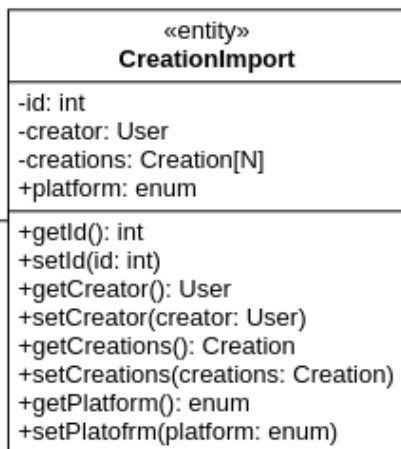 «entity»
CreationImport
-id: int
-creator: User
-creations: Creation[N]
+platform: enum
+getId(): int
+setId(id: int)
+getCreator(): User
+setCreator(creator: User)
+getCreations(): Creation
+setCreations(creations: Creation)
+getPlatform(): enum
+setPlatofrm(platform: enum)